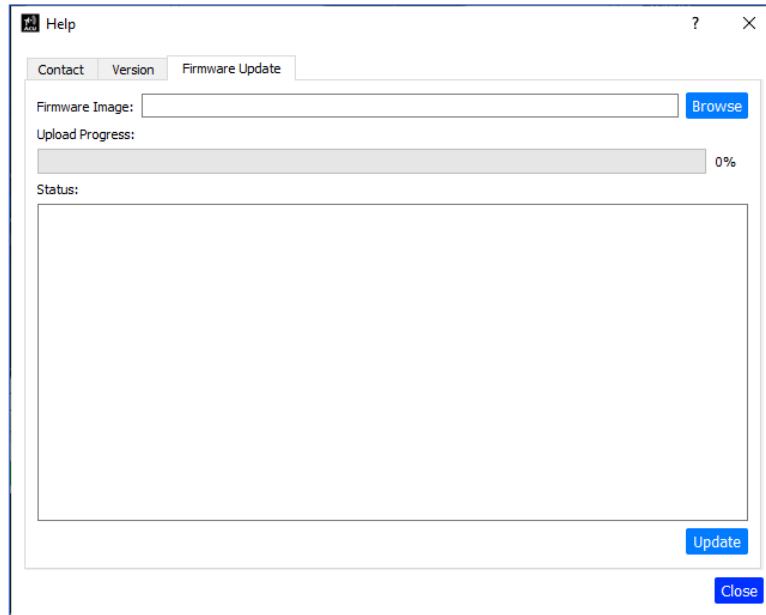 Help
?
Contact Version Firmware Update
Firmware Image: Browse
Upload Progress:
0%
Status:
Update
Close